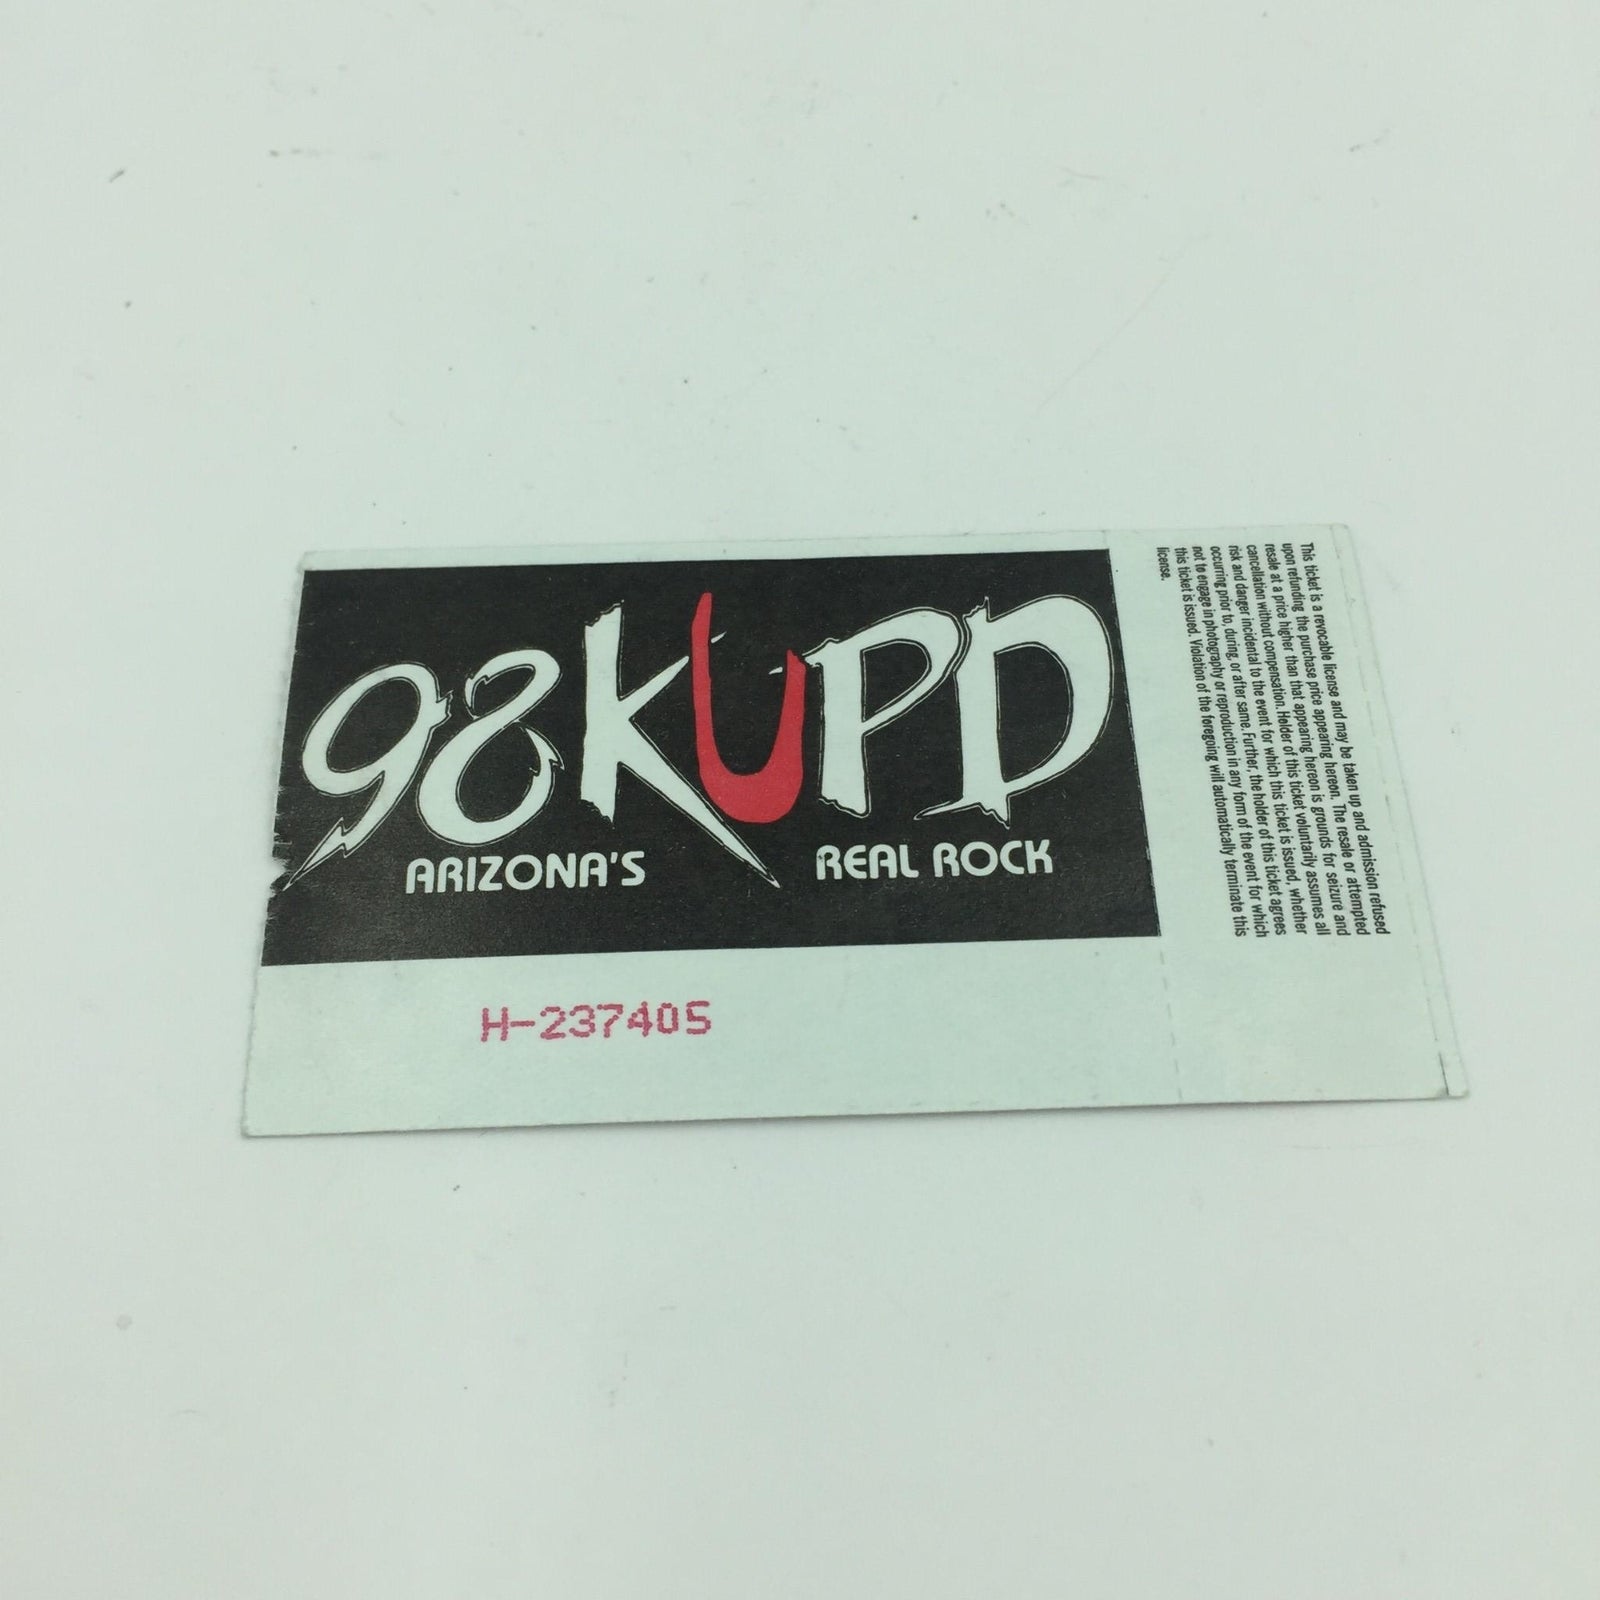 98KUPD
ARIZONA'S REAL ROCK
H-237405
This ticket is a revocable license and may be taken up and admission refused
upon refunding the purchase price appearing hereon. The resale or attempted
resale at a price higher than that appearing hereon is grounds for seizure and
cancellation without compensation. Holder of this ticket voluntarily assumes all
risk and danger incidental to the event for which this ticket is issued, whether
occurring prior to, during, or after same. Further, the holder of this ticket agrees
not to engage in photography or reproduction in any form of the event for which
this ticket is issued. Violation of the foregoing will automatically terminate this
license.